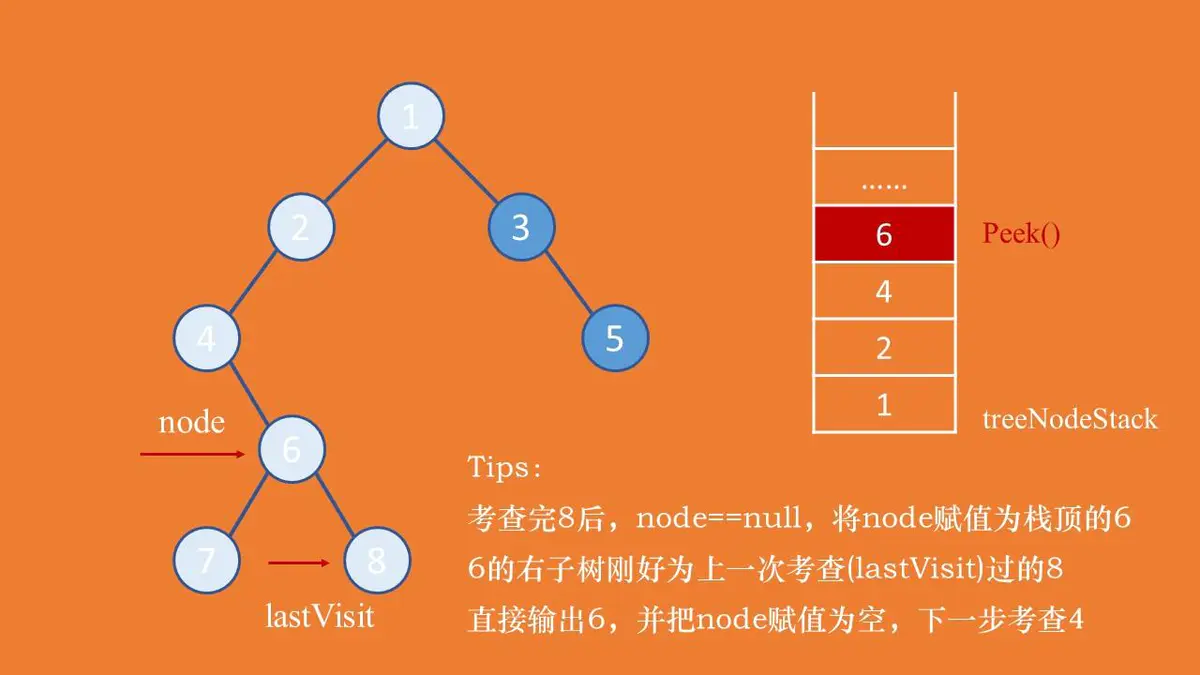 1
2
3
4
5
node
6
7
8
lastVisit
……
6
Peek()
4
2
1
treeNodeStack
Tips:
考查完8后，node==null，将node赋值为栈顶的6
6的右子树刚好为上一次考查(lastVisit)过的8
直接输出6，并把node赋值为空，下一步考查4